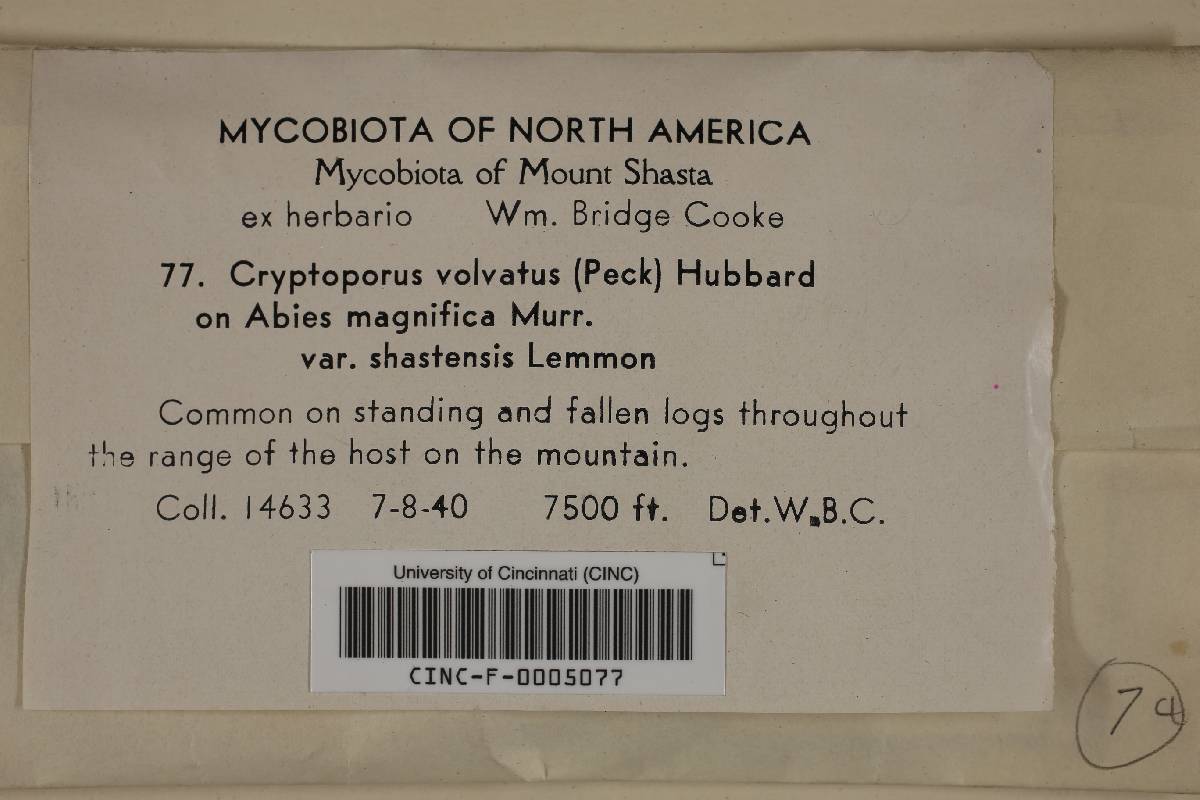 MYCOBIOTA OF NORTH AMERICA
Mycobiota of Mount Shasta
ex herbario Wm. Bridge Cooke
77. Cryptoporus volvatus (Peck) Hubbard
on Abies magnifica Murr.
var. shastensis Lemmon
Common on standing and fallen logs throughout
the range of the host on the mountain.
Coll. 14633 7-8-40 7500 ft. Det. W.B.C.
University of Cincinnati (CINC)
CINC-F-0005077